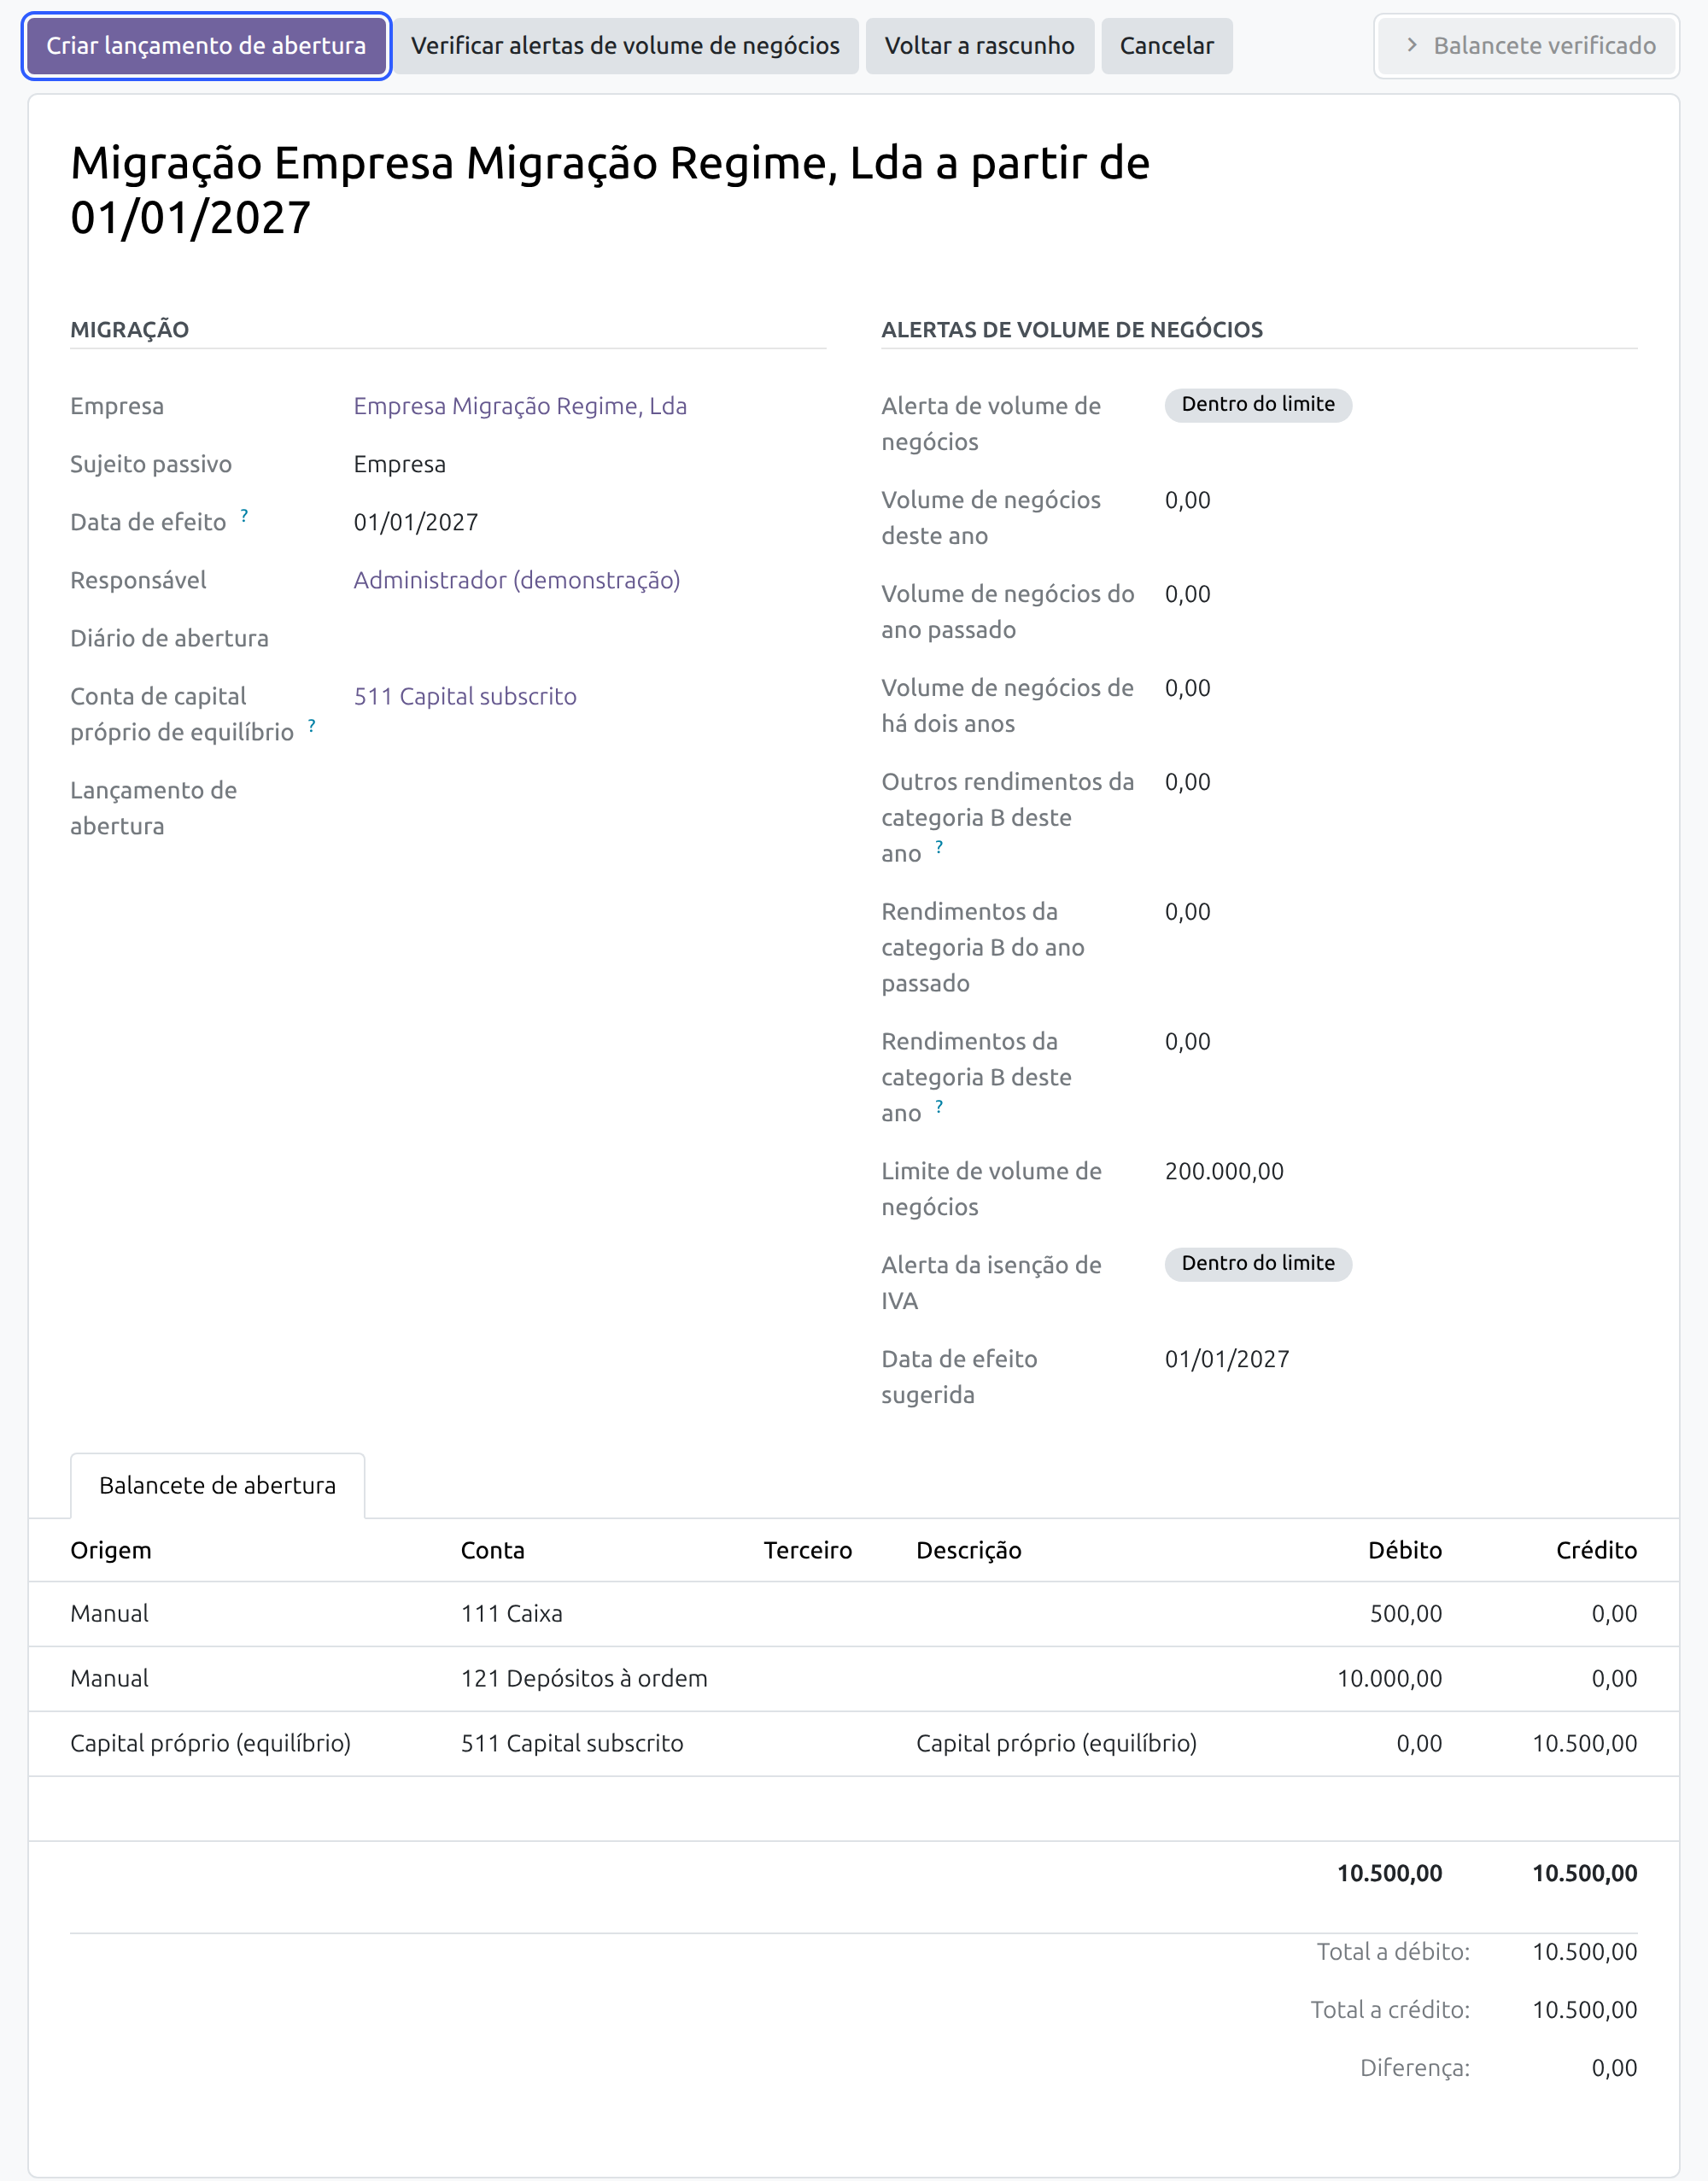 Criar lançamento de abertura Verificar alertas de volume de negócios Voltar a rascunho Cancelar Balancete verificado
Migração Empresa Migração Regime, Lda a partir de
01/01/2027
MIGRAÇÃO
Empresa Empresa Migração Regime, Lda
Sujeito passivo Empresa
Data de efeito ? 01/01/2027
Responsável Administrador (demonstração)
Diário de abertura
Conta de capital 511 Capital subscrito
próprio de equilíbrio ?
Lançamento de
abertura
ALERTAS DE VOLUME DE NEGÓCIOS
Alerta de volume de Dentro do limite
negócios
Volume de negócios 0,00
deste ano
Volume de negócios do 0,00
ano passado
Volume de negócios de 0,00
há dois anos
Outros rendimentos da 0,00
categoria B deste
ano ?
Rendimentos da 0,00
categoria B do ano
passado
Rendimentos da 0,00
categoria B deste
ano ?
Limite de volume de 200.000,00
negócios
Alerta da isenção de Dentro do limite
IVA
Data de efeito 01/01/2027
sugerida
Balancete de abertura
Origem Conta Terceiro Descrição Débito Crédito
Manual 111 Caixa 500,00 0,00
Manual 121 Depósitos à ordem 10.000,00 0,00
Capital próprio (equilíbrio) 511 Capital subscrito Capital próprio (equilíbrio) 0,00 10.500,00
10.500,00 10.500,00
Total a débito: 10.500,00
Total a crédito: 10.500,00
Diferença: 0,00